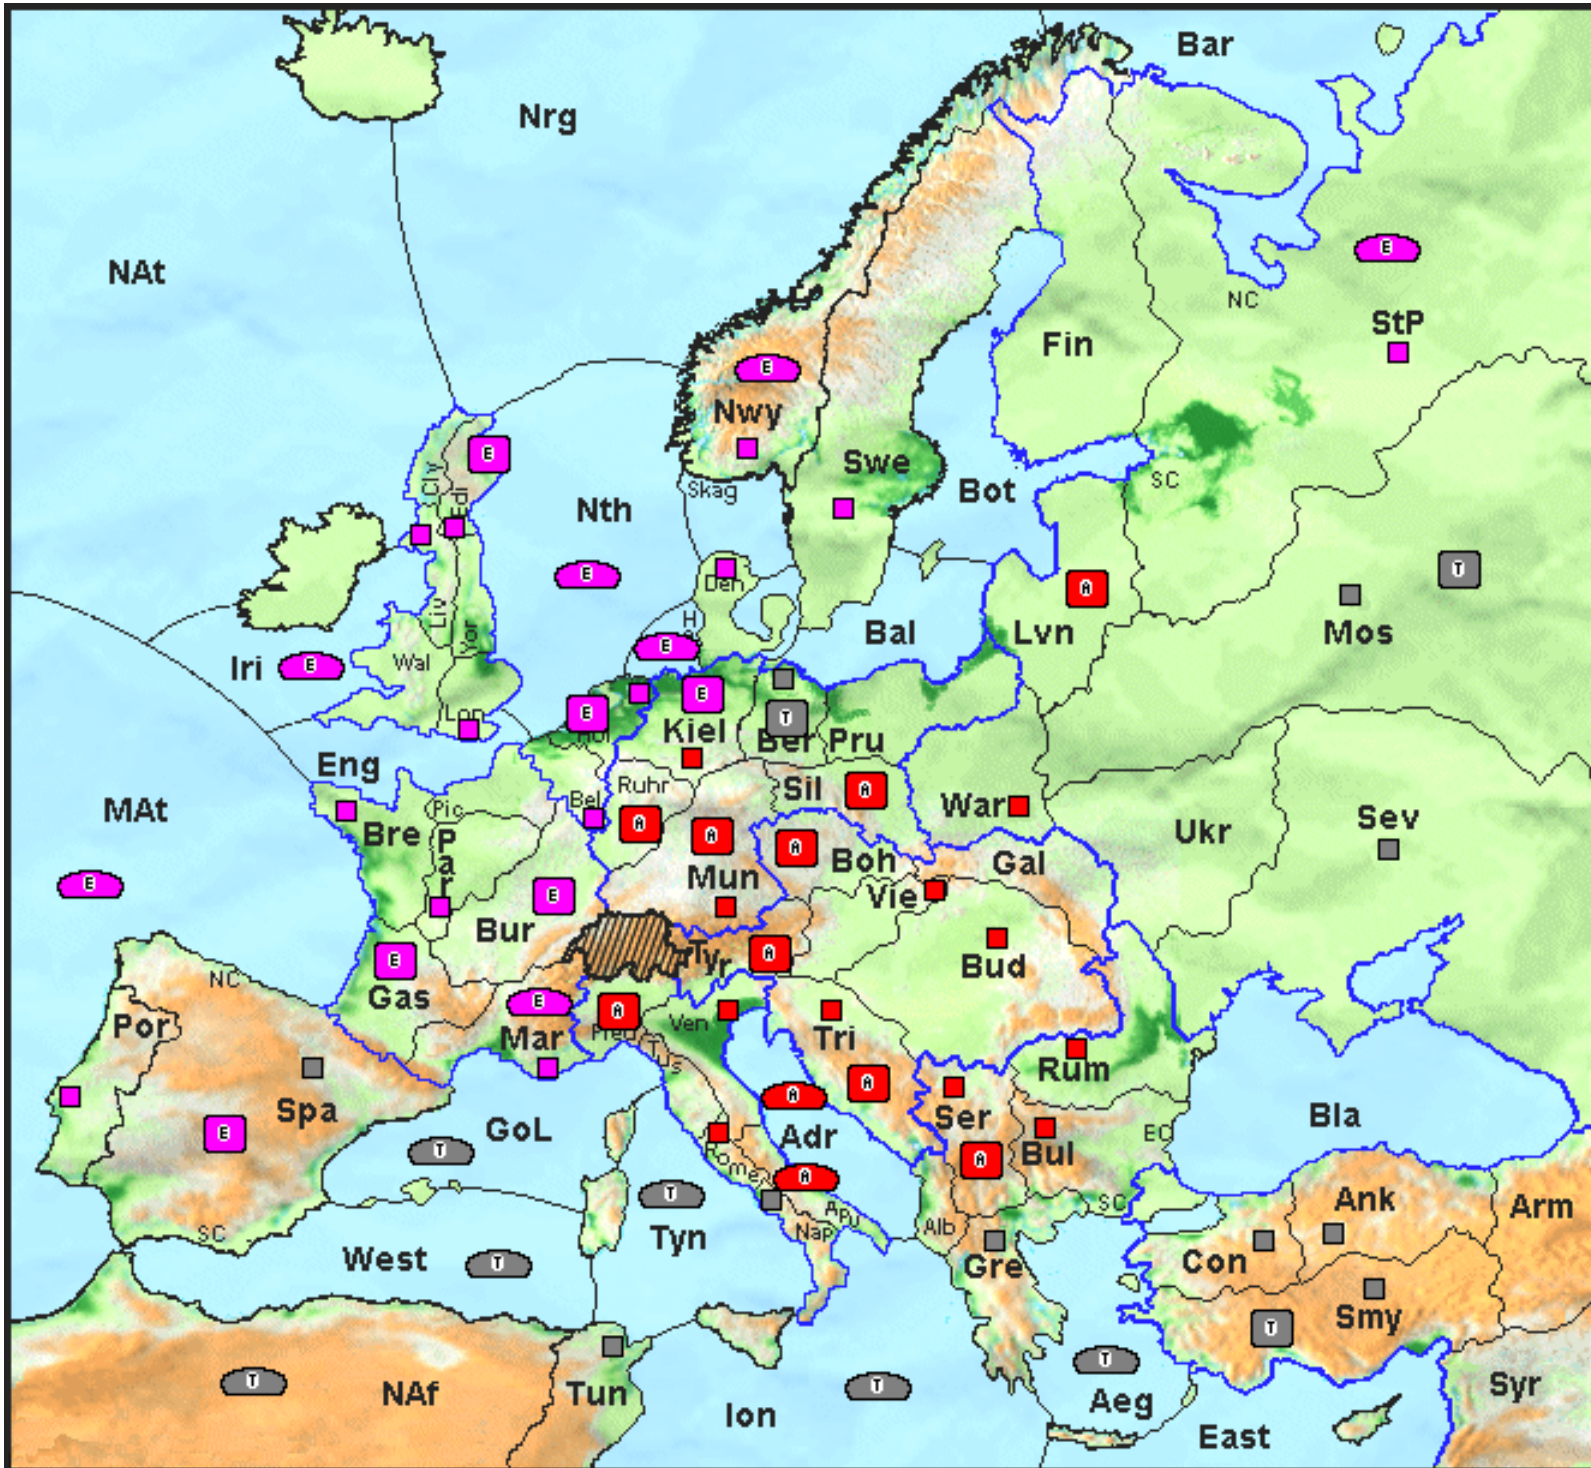 Bar
Nrg
E
NAt
NC
StP
Fin
E
Nwy
E
Cly
Edi
Swe
Skag
Bot
SC
Nth
E
T
Den
A
Mos
Liv
Yor
Bal
Lvn
Iri
E
Wal
E
E
E
Lon
Hol
Kiel
T
Ber
Pru
Eng
Ruhr
Sil
A
War
MAt
Pic
Bel
Bre
Par
A
A
A
Boh
Ukr
Sev
Gal
Mun
Vie
E
E
Bur
Tyr
A
Bud
E
NC
Gas
E
A
Por
Mar
Pied
Ven
Tus
Tri
Rum
A
A
Spa
E
GoL
Adr
Ser
Bul
EC
Bla
T
Rome
A
A
T
Apu
SC
Ank
Arm
SC
West
T
Tyn
Nap
Alb
Gre
Con
Smy
T
T
NAf
Tun
Ion
T
T
Aeg
East
Syr